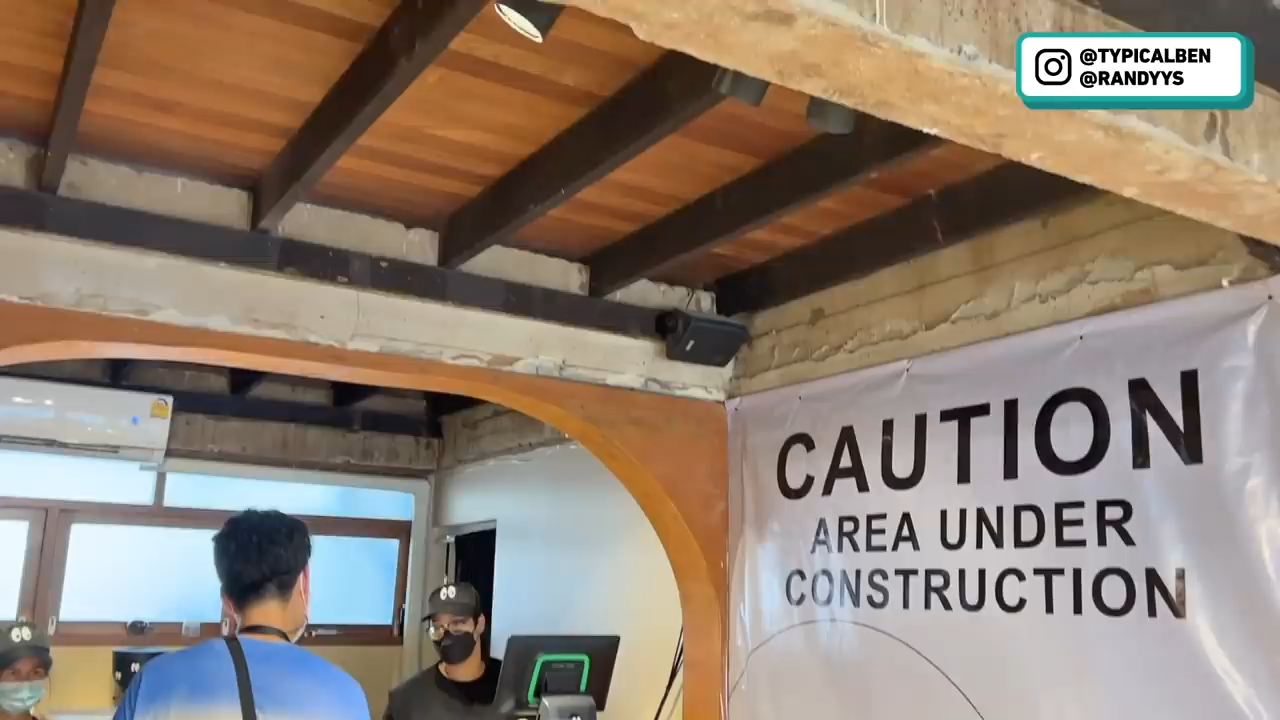 @TYPICALBEN
@RANDYYS
CAUTION
AREA UNDER
CONSTRUCTION